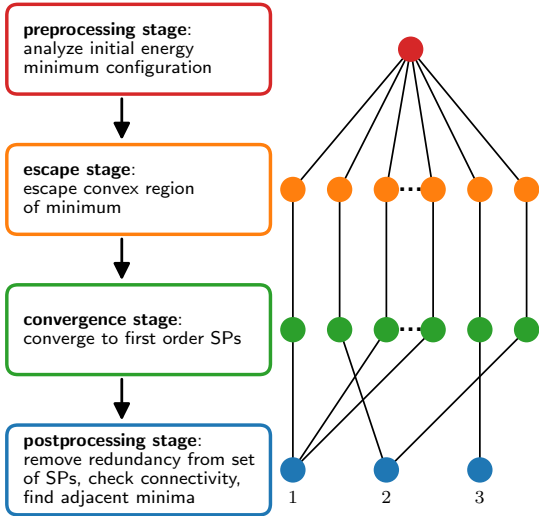 preprocessing stage:
analyze initial energy
minimum configuration
escape stage:
escape convex region
of minimum
...
convergence stage:
converge to first order SPs
...
postprocessing stage:
remove redundancy from set
of SPs, check connectivity,
find adjacent minima
1 2 3